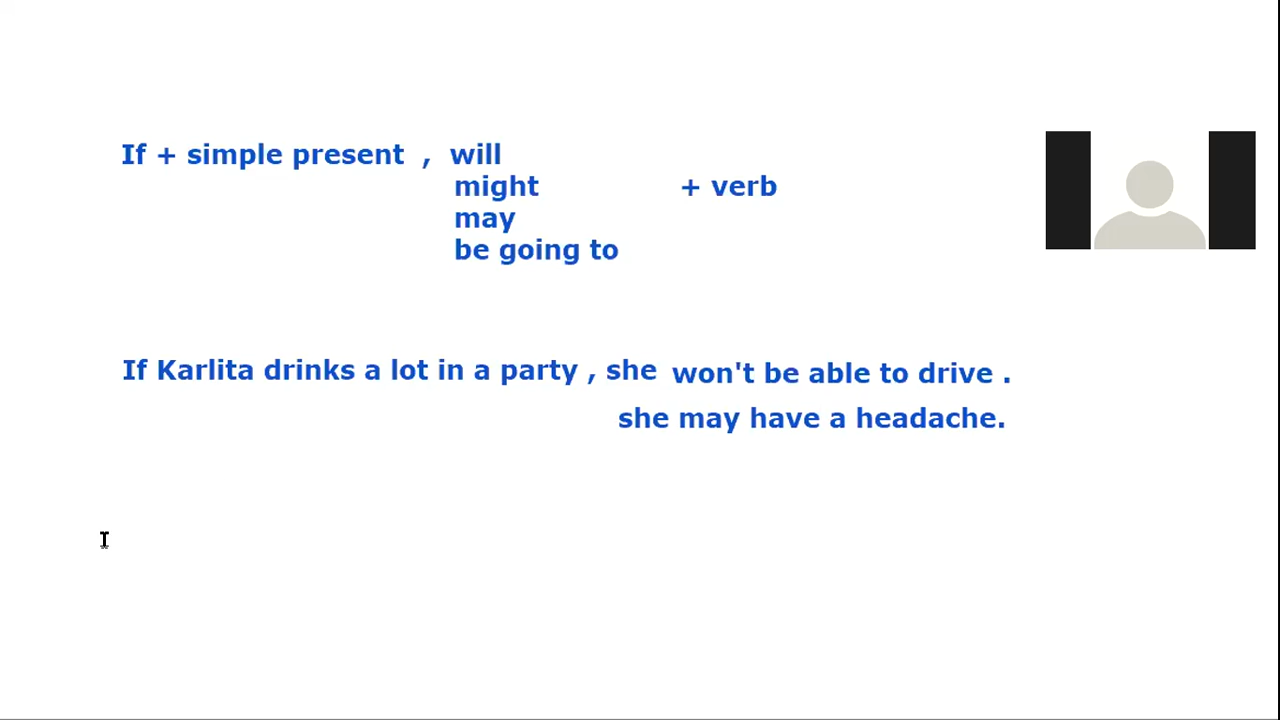 If + simple present , will
might + verb
may
be going to
If Karlita drinks a lot in a party , she won't be able to drive .
she may have a headache.